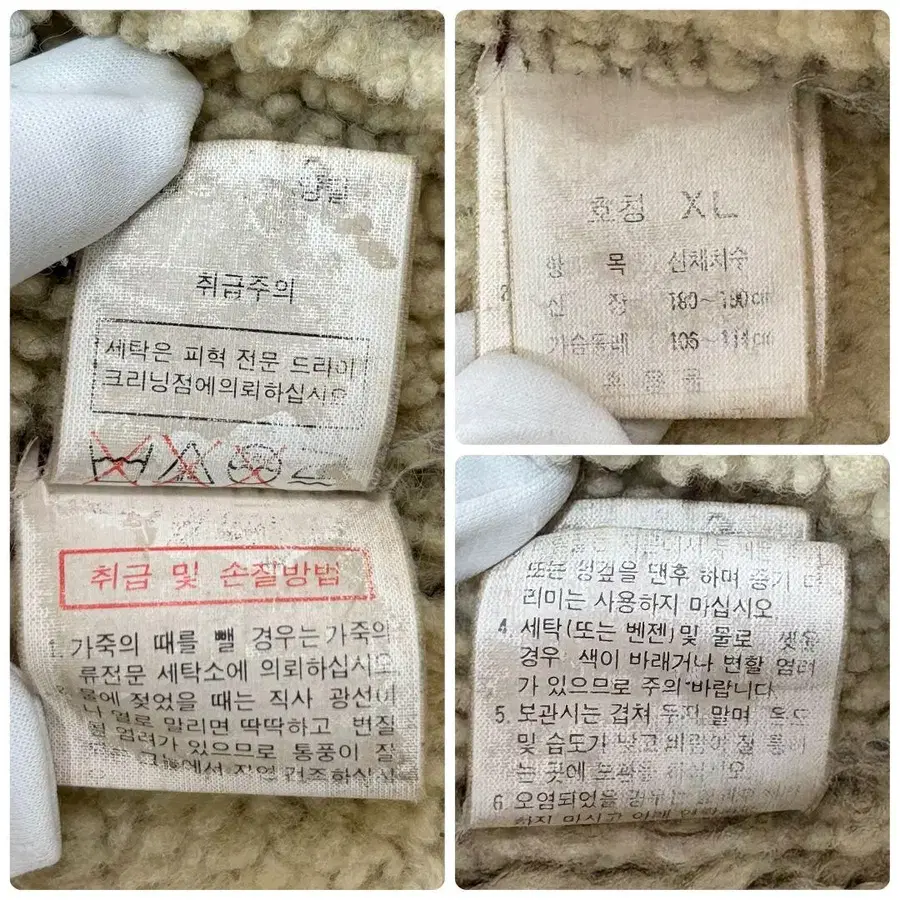 취급주의
세탁은 피혁 전문 드라이
크리닝점에의뢰하십시오
취급 및 손질방법
1. 가죽의 때를 뺄 경우는가죽의
류전문 세탁소에 의뢰하십시오
물에 젖었을 때는 직사 광선이
나 열로 말리면 딱딱하고 변질
될 염려가 있으므로 통풍이 잘
호칭 XL
항 목 신체치수
신 장 180~190cm
가슴둘레 106~114cm
또는 헝겊을 댄후 하며 증기 다
리미는 사용하지 마십시오
4 세탁(또는 벤젠)및 물로 씻을
경우 색이 바래거나 변할 염려
가 있으므로 주의 바랍니다
5. 보관시는 겹쳐 두지 말며 온도
및 습도가 낮고 바람이 잘 통하
는 곳에 보관을 하십시오
6 오염되었을 경우는